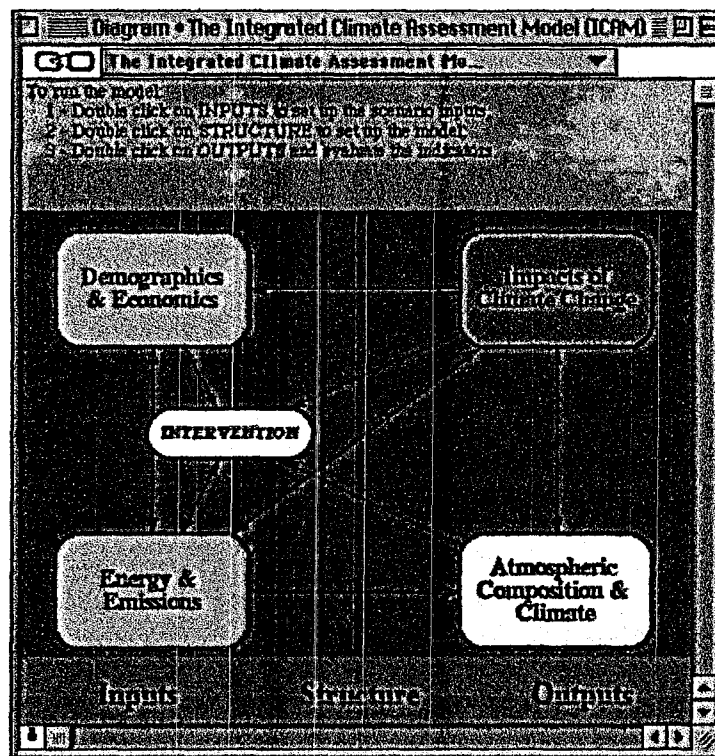 Diagram • The Integrated Climate Assessment Model (ICAM)
The Integrated Climate Assessment Mo...
To run the model:
1 - Double click on INPUTS to set up the scenario inputs
2 - Double click on STRUCTURE to set up the model
3 - Double click on OUTPUTS and evaluate the indicators
Demographics
& Economics
Impacts of
Climate Change
INTERVENTION
Energy &
Emissions
Atmospheric
Composition &
Climate
Inputs Structure Outputs